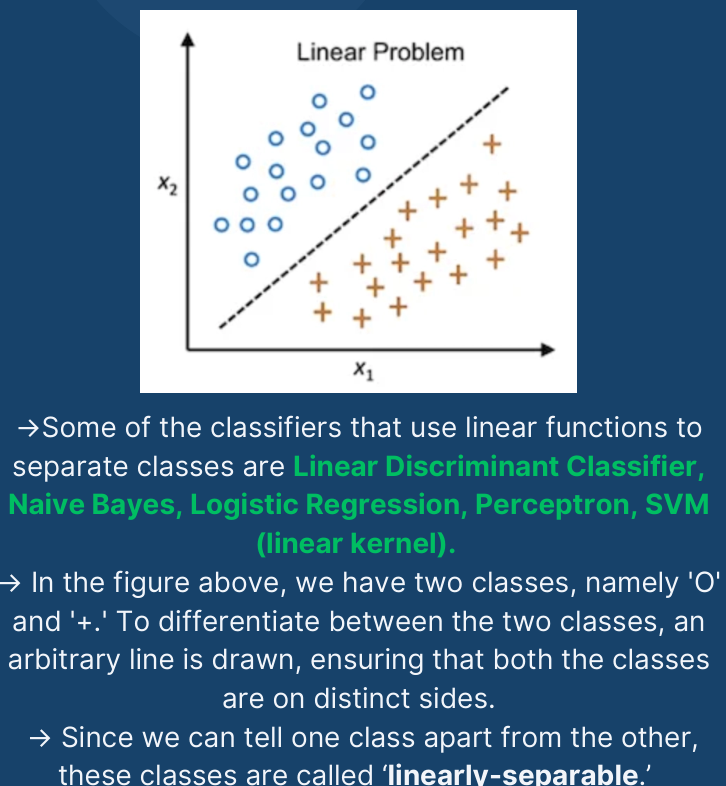 Linear Problem
x₂
x₁
→Some of the classifiers that use linear functions to
separate classes are Linear Discriminant Classifier,
Naive Bayes, Logistic Regression, Perceptron, SVM
(linear kernel).
→ In the figure above, we have two classes, namely 'O'
and '+.' To differentiate between the two classes, an
arbitrary line is drawn, ensuring that both the classes
are on distinct sides.
→ Since we can tell one class apart from the other,
these classes are called ‘linearly-separable.’